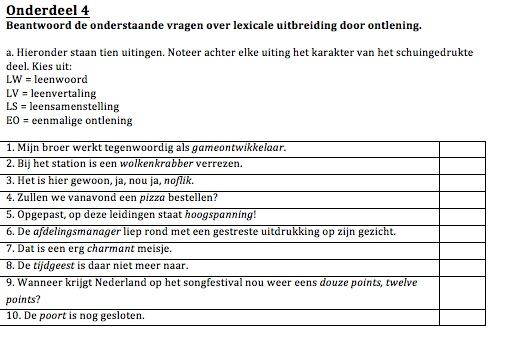 Onderdeel 4
Beantwoord de onderstaande vragen over lexicale uitbreiding door ontlening.
a. Hieronder staan tien uitingen. Noteer achter elke uiting het karakter van het schuingedrukte
deel. Kies uit:
LW = leenwoord
LV = leenvertaling
LS = leensamenstelling
EO = eenmalige ontlening
1. Mijn broer werkt tegenwoordig als gameontwikkelaar.
2. Bij het station is een wolkenkrabber verrezen.
3. Het is hier gewoon, ja, nou ja, noflik.
4. Zullen we vanavond een pizza bestellen?
5. Opgepast, op deze leidingen staat hoogspanning!
6. De afdelingsmanager liep rond met een gestreste uitdrukking op zijn gezicht.
7. Dat is een erg charmant meisje.
8. De tijdgeest is daar niet meer naar.
9. Wanneer krijgt Nederland op het songfestival nou weer eens douze points, twelve
points?
10. De poort is nog gesloten.